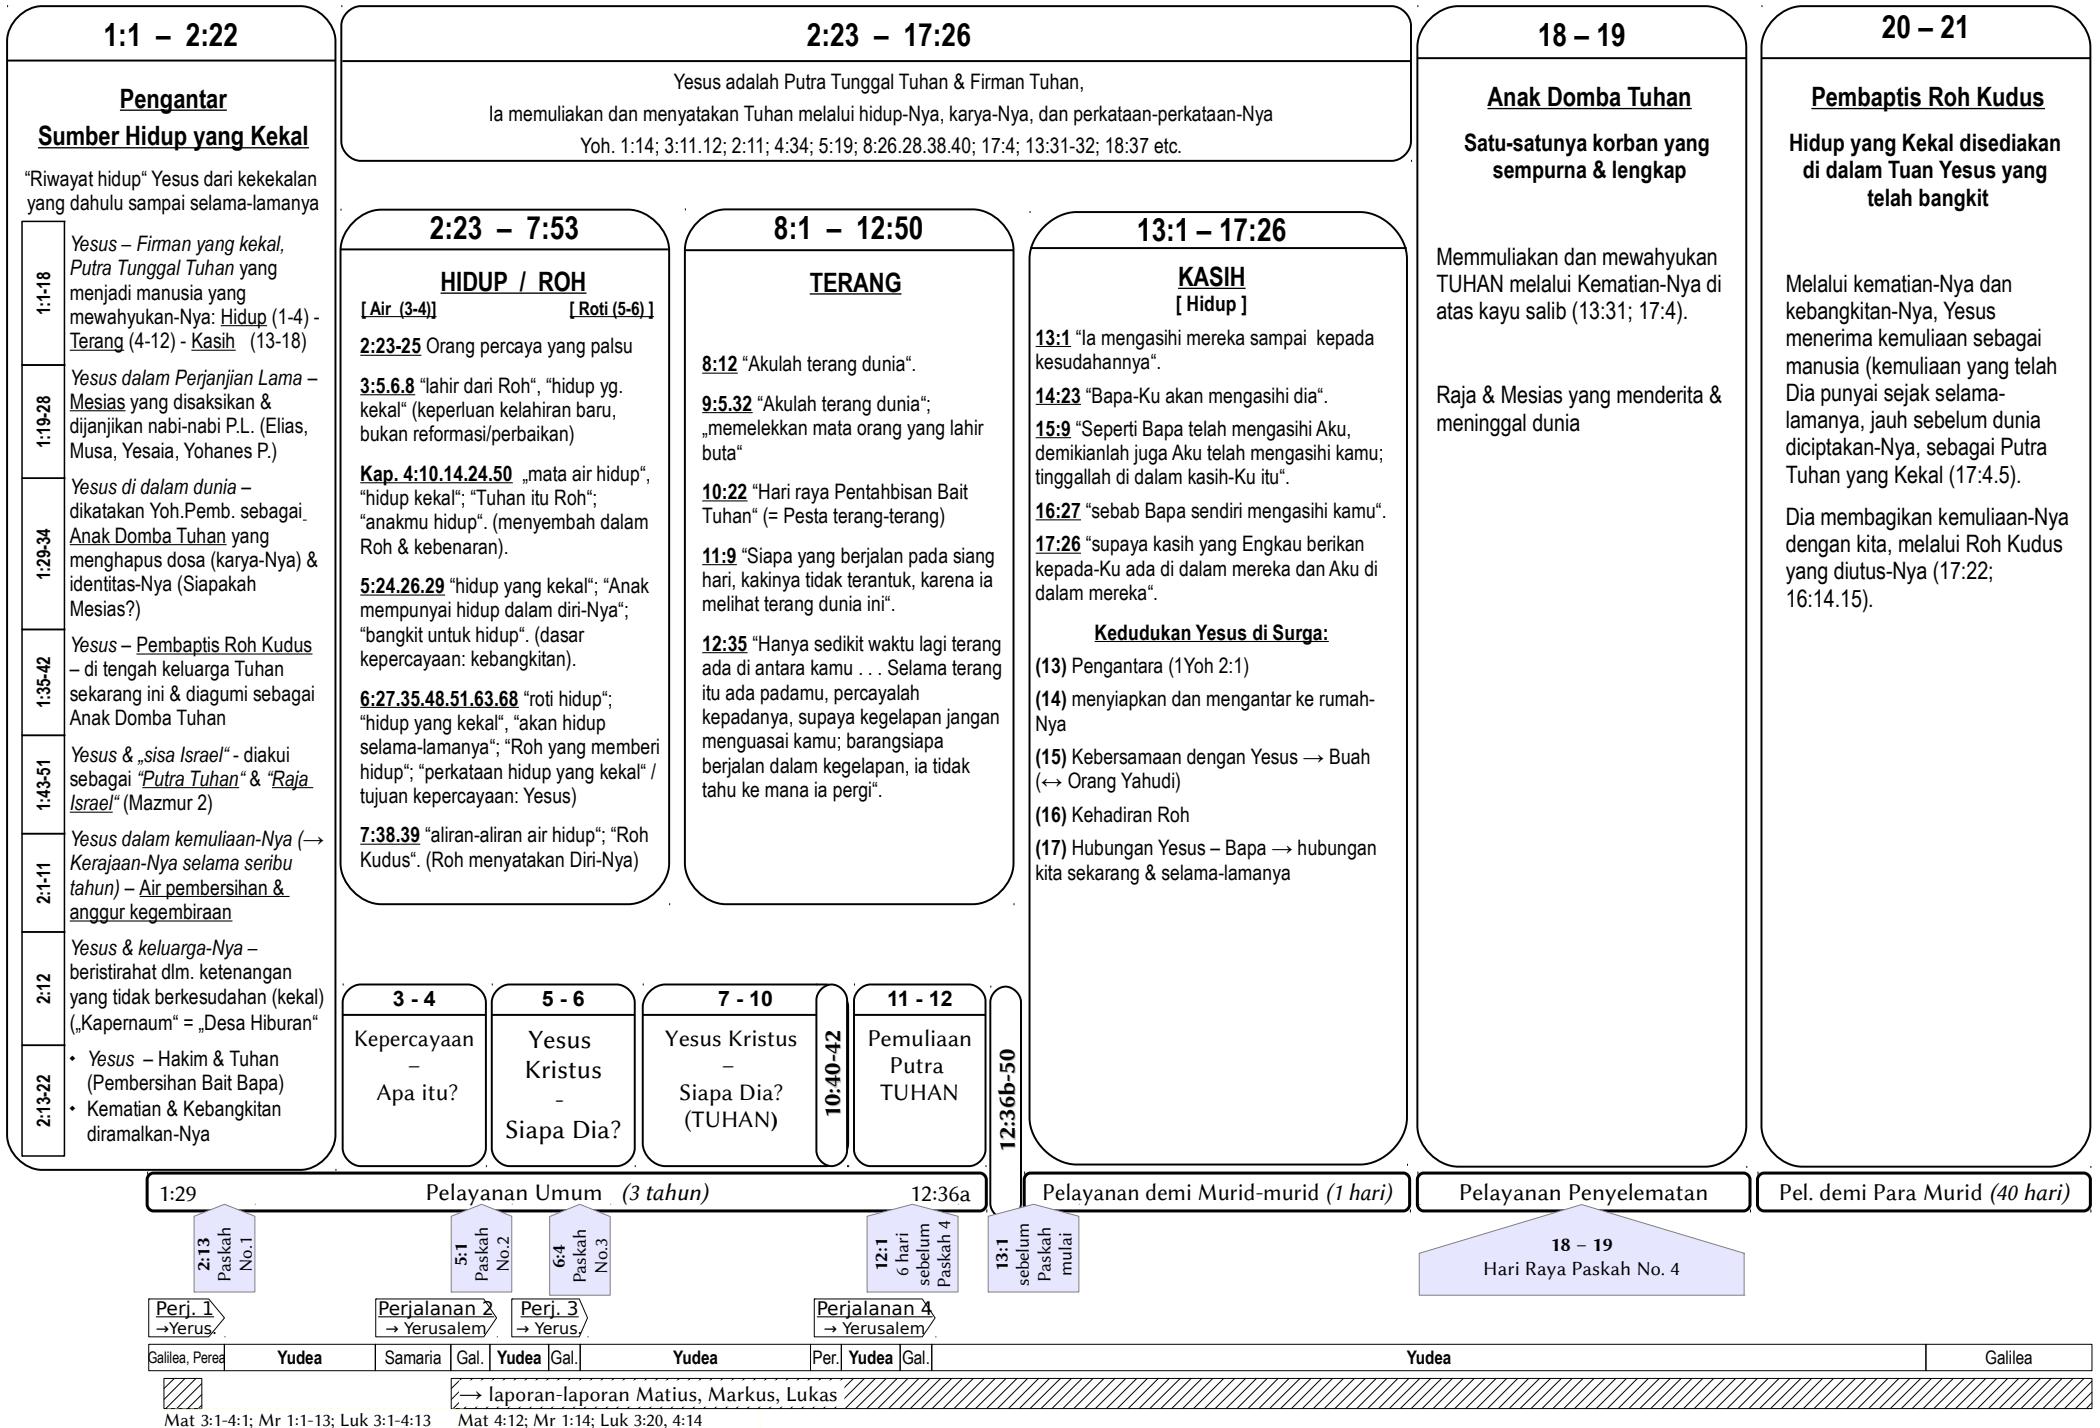 1:1 – 2:22
Pengantar
Sumber Hidup yang Kekal
“Riwayat hidup“ Yesus dari kekekalan
yang dahulu sampai selama-lamanya
1:1-18
Yesus – Firman yang kekal,
Putra Tunggal Tuhan yang
menjadi manusia yang
mewahyukan-Nya: Hidup (1-4) -
Terang (4-12) - Kasih (13-18)
1:19-28
Yesus dalam Perjanjian Lama –
Mesias yang disaksikan &
dijanjikan nabi-nabi P.L. (Elias,
Musa, Yesaia, Yohanes P.)
1:29-34
Yesus di dalam dunia –
dikatakan Yoh.Pemb. sebagai
Anak Domba Tuhan yang
menghapus dosa (karya-Nya) &
identitas-Nya (Siapakah
Mesias?)
1:35-42
Yesus – Pembaptis Roh Kudus
– di tengah keluarga Tuhan
sekarang ini & diagumi sebagai
Anak Domba Tuhan
1:43-51
Yesus & „sisa Israel“ - diakui
sebagai “Putra Tuhan“ & “Raja
Israel“ (Mazmur 2)
2:1-11
Yesus dalam kemuliaan-Nya (→
Kerajaan-Nya selama seribu
tahun) – Air pembersihan &
anggur kegembiraan
2:12
Yesus & keluarga-Nya –
beristirahat dlm. ketenangan
yang tidak berkesudahan (kekal)
(„Kapernaum“ = „Desa Hiburan“
2:13-22
• Yesus – Hakim & Tuhan
(Pembersihan Bait Bapa)
• Kematian & Kebangkitan
diramalkan-Nya
2:23 – 17:26
Yesus adalah Putra Tunggal Tuhan & Firman Tuhan,
Ia memuliakan dan menyatakan Tuhan melalui hidup-Nya, karya-Nya, dan perkataan-perkataan-Nya
Yoh. 1:14; 3:11.12; 2:11; 4:34; 5:19; 8:26.28.38.40; 17:4; 13:31-32; 18:37 etc.
2:23 – 7:53
HIDUP / ROH
[ Air (3-4)] [ Roti (5-6) ]
2:23-25 Orang percaya yang palsu
3:5.6.8 “lahir dari Roh“, “hidup yg.
kekal“ (keperluan kelahiran baru,
bukan reformasi/perbaikan)
Kap. 4:10.14.24.50 „mata air hidup“,
“hidup kekal“; “Tuhan itu Roh“;
“anakmu hidup“. (menyembah dalam
Roh & kebenaran).
5:24.26.29 “hidup yang kekal“; “Anak
mempunyai hidup dalam diri-Nya“;
“bangkit untuk hidup“. (dasar
kepercayaan: kebangkitan).
6:27.35.48.51.63.68 “roti hidup“;
“hidup yang kekal“, “akan hidup
selama-lamanya“; “Roh yang memberi
hidup“; “perkataan hidup yang kekal“ /
tujuan kepercayaan: Yesus)
7:38.39 “aliran-aliran air hidup“; “Roh
Kudus“. (Roh menyatakan Diri-Nya)
8:1 – 12:50
TERANG
8:12 “Akulah terang dunia“.
9:5.32 “Akulah terang dunia“;
„memelekkan mata orang yang lahir
buta“
10:22 “Hari raya Pentahbisan Bait
Tuhan“ (= Pesta terang-terang)
11:9 “Siapa yang berjalan pada siang
hari, kakinya tidak terantuk, karena ia
melihat terang dunia ini“.
12:35 “Hanya sedikit waktu lagi terang
ada di antara kamu . . . Selama terang
itu ada padamu, percayalah
kepadanya, supaya kegelapan jangan
menguasai kamu; barangsiapa
berjalan dalam kegelapan, ia tidak
tahu ke mana ia pergi“.
13:1 – 17:26
KASIH
[ Hidup ]
13:1 “Ia mengasihi mereka sampai kepada
kesudahannya“.
14:23 “Bapa-Ku akan mengasihi dia“.
15:9 “Seperti Bapa telah mengasihi Aku,
demikianlah juga Aku telah mengasihi kamu;
tinggallah di dalam kasih-Ku itu“.
16:27 “sebab Bapa sendiri mengasihi kamu“.
17:26 “supaya kasih yang Engkau berikan
kepada-Ku ada di dalam mereka dan Aku di
dalam mereka“.
Kedudukan Yesus di Surga:
(13) Pengantara (1Yoh 2:1)
(14) menyiapkan dan mengantar ke rumah-
Nya
(15) Kebersamaan dengan Yesus → Buah
(↔ Orang Yahudi)
(16) Kehadiran Roh
(17) Hubungan Yesus – Bapa → hubungan
kita sekarang & selama-lamanya
18 – 19
Anak Domba Tuhan
Satu-satunya korban yang
sempurna & lengkap
Memmuliakan dan mewahyukan
TUHAN melalui Kematian-Nya di
atas kayu salib (13:31; 17:4).
Raja & Mesias yang menderita &
meninggal dunia
20 – 21
Pembaptis Roh Kudus
Hidup yang Kekal disediakan
di dalam Tuan Yesus yang
telah bangkit
Melalui kematian-Nya dan
kebangkitan-Nya, Yesus
menerima kemuliaan sebagai
manusia (kemuliaan yang telah
Dia punyai sejak selama-
lamanya, jauh sebelum dunia
diciptakan-Nya, sebagai Putra
Tuhan yang Kekal (17:4.5).
Dia membagikan kemuliaan-Nya
dengan kita, melalui Roh Kudus
yang diutus-Nya (17:22;
16:14.15).
3 - 4
Kepercayaan
–
Apa itu?
5 - 6
Yesus
Kristus
-
Siapa Dia?
7 - 10
Yesus Kristus
–
Siapa Dia?
(TUHAN)
10:40-42
11 - 12
Pemuliaan
Putra
TUHAN
12:36b-50
1:29 Pelayanan Umum (3 tahun) 12:36a
Pelayanan demi Murid-murid (1 hari)
Pelayanan Penyelematan
Pel. demi Para Murid (40 hari)
2:13
Paskah
No.1
5:1
Paskah
No.2
6:4
Paskah
No.3
12:1
6 hari
sebelum
Paskah 4
13:1
sebelum
Paskah
mulai
18 – 19
Hari Raya Paskah No. 4
Perj. 1
→Yerus.
Perjalanan 2
→ Yerusalem
Perj. 3
→ Yerus.
Perjalanan 4
→ Yerusalem
Galilea, Perea Yudea Samaria Gal. Yudea Gal. Yudea Per. Yudea Gal. Yudea Galilea
→ laporan-laporan Matius, Markus, Lukas
Mat 3:1-4:1; Mr 1:1-13; Luk 3:1-4:13 Mat 4:12; Mr 1:14; Luk 3:20, 4:14